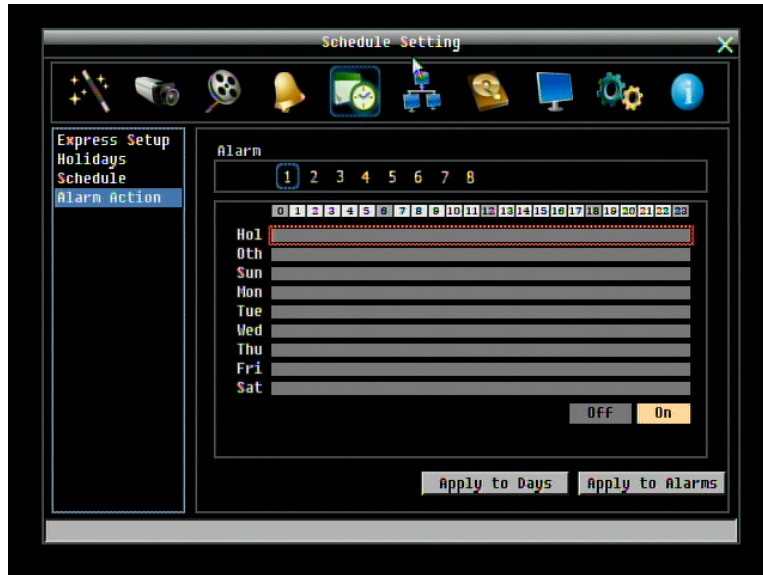 Schedule Setting
Express Setup
Holidays
Schedule
Alarm Action
Alarm
1 2 3 4 5 6 7 8
0 1 2 3 4 5 6 7 8 9 10 11 12 13 14 15 16 17 18 19 20 21 22 23
Hol
Oth
Sun
Mon
Tue
Wed
Thu
Fri
Sat
Off On
Apply to Days Apply to Alarms